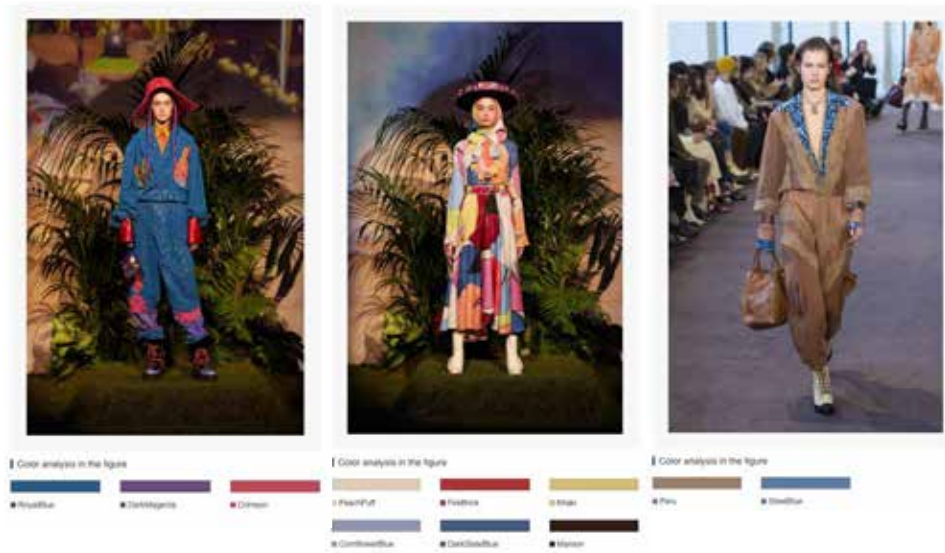 Color analysis in the figure
RoyalBlue
DarkMagenta
Crimson
Color analysis in the figure
PeachPuff
FireBrick
Khaki
CornflowerBlue
DarkSlateBlue
Maroon
Color analysis in the figure
Peru
SteelBlue